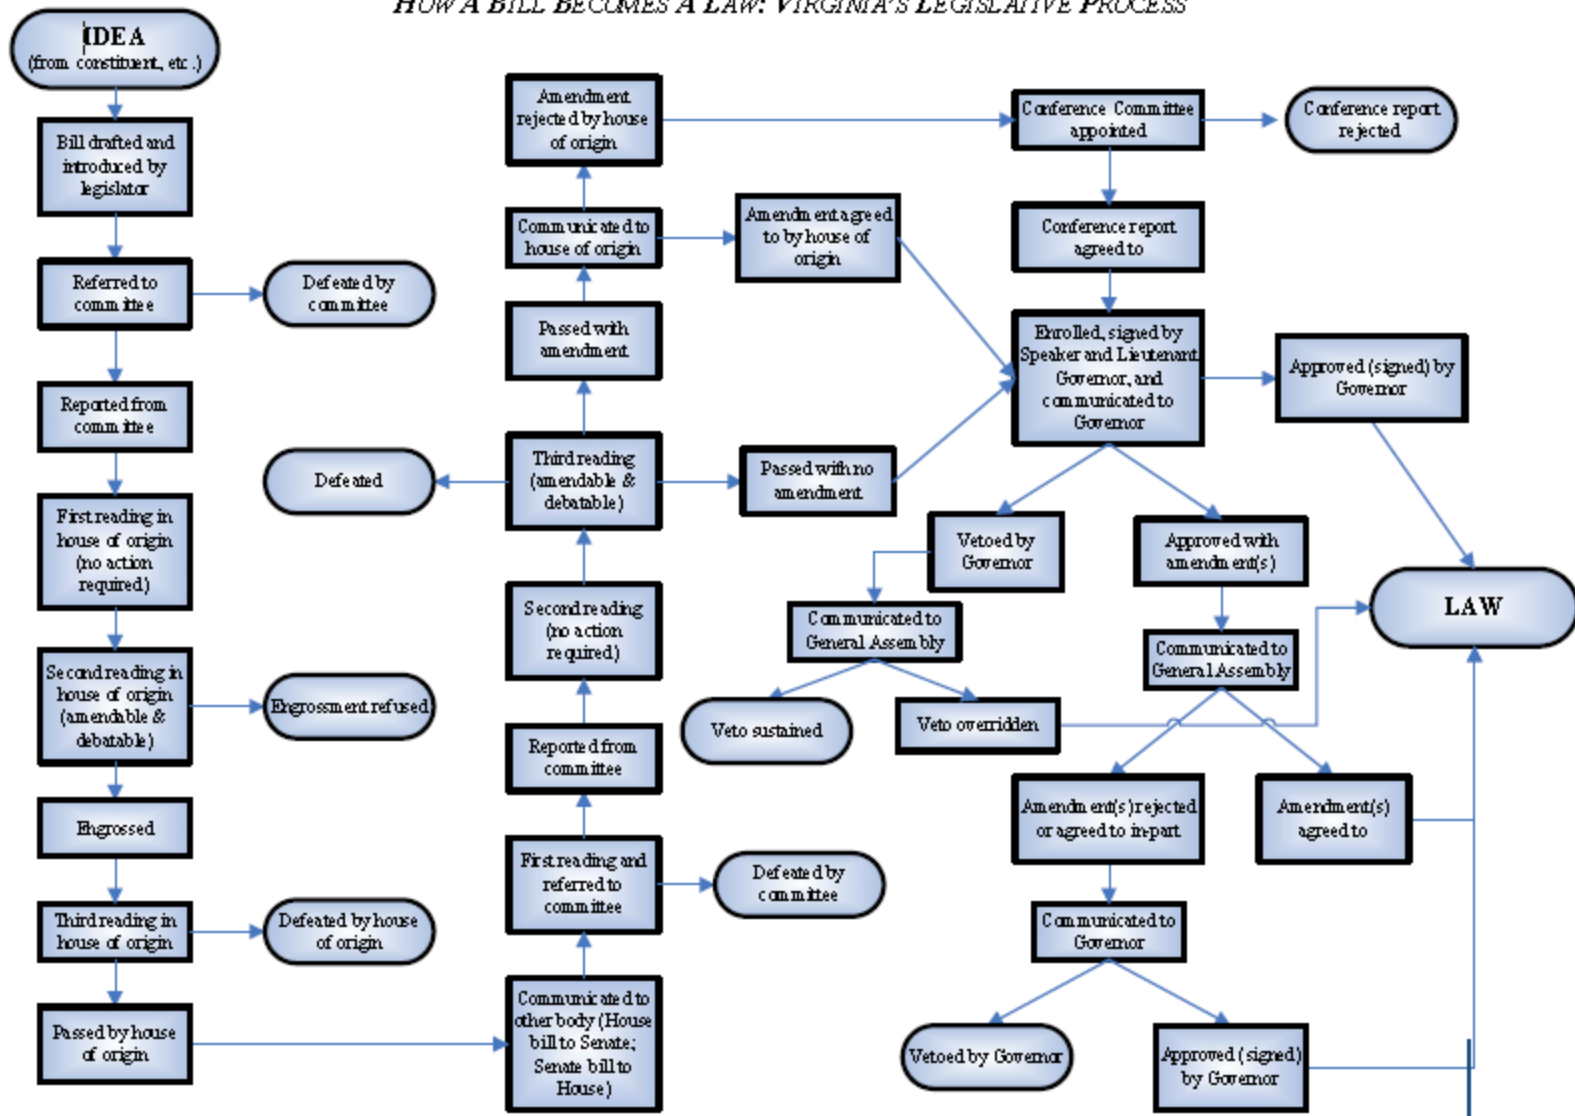 HOW A BILL BECOMES A LAW: VIRGINIA'S LEGISLATIVE PROCESS
IDEA
(from constituent, etc.)
Bill drafted and
introduced by
legislator
Referred to
committee
Defeated by
committee
Reported from
committee
First reading in
house of origin
(no action
required)
Second reading in
house of origin
(amendable &
debatable)
Engrossment refused
Engrossed
Third reading in
house of origin
Defeated by house
of origin
Passed by house
of origin
Communicated to
other body (House
bill to Senate;
Senate bill to
House)
First reading and
referred to
committee
Defeated by
committee
Reported from
committee
Second reading
(no action
required)
Third reading
(amendable &
debatable)
Defeated
Passed with no
amendment
Passed with
amendment
Communicated to
house of origin
Amendment agreed
to by house of
origin
Amendment
rejected by house
of origin
Conference Committee
appointed
Conference report
rejected
Conference report
agreed to
Enrolled, signed by
Speaker and Lieutenant
Governor, and
communicated to
Governor
Approved (signed) by
Governor
Vetoed by
Governor
Approved with
amendment(s)
LAW
Communicated to
General Assembly
Communicated to
General Assembly
Veto sustained
Veto overridden
Amendment(s) rejected
or agreed to in-part
Amendment(s)
agreed to
Communicated to
Governor
Vetoed by Governor
Approved (signed)
by Governor